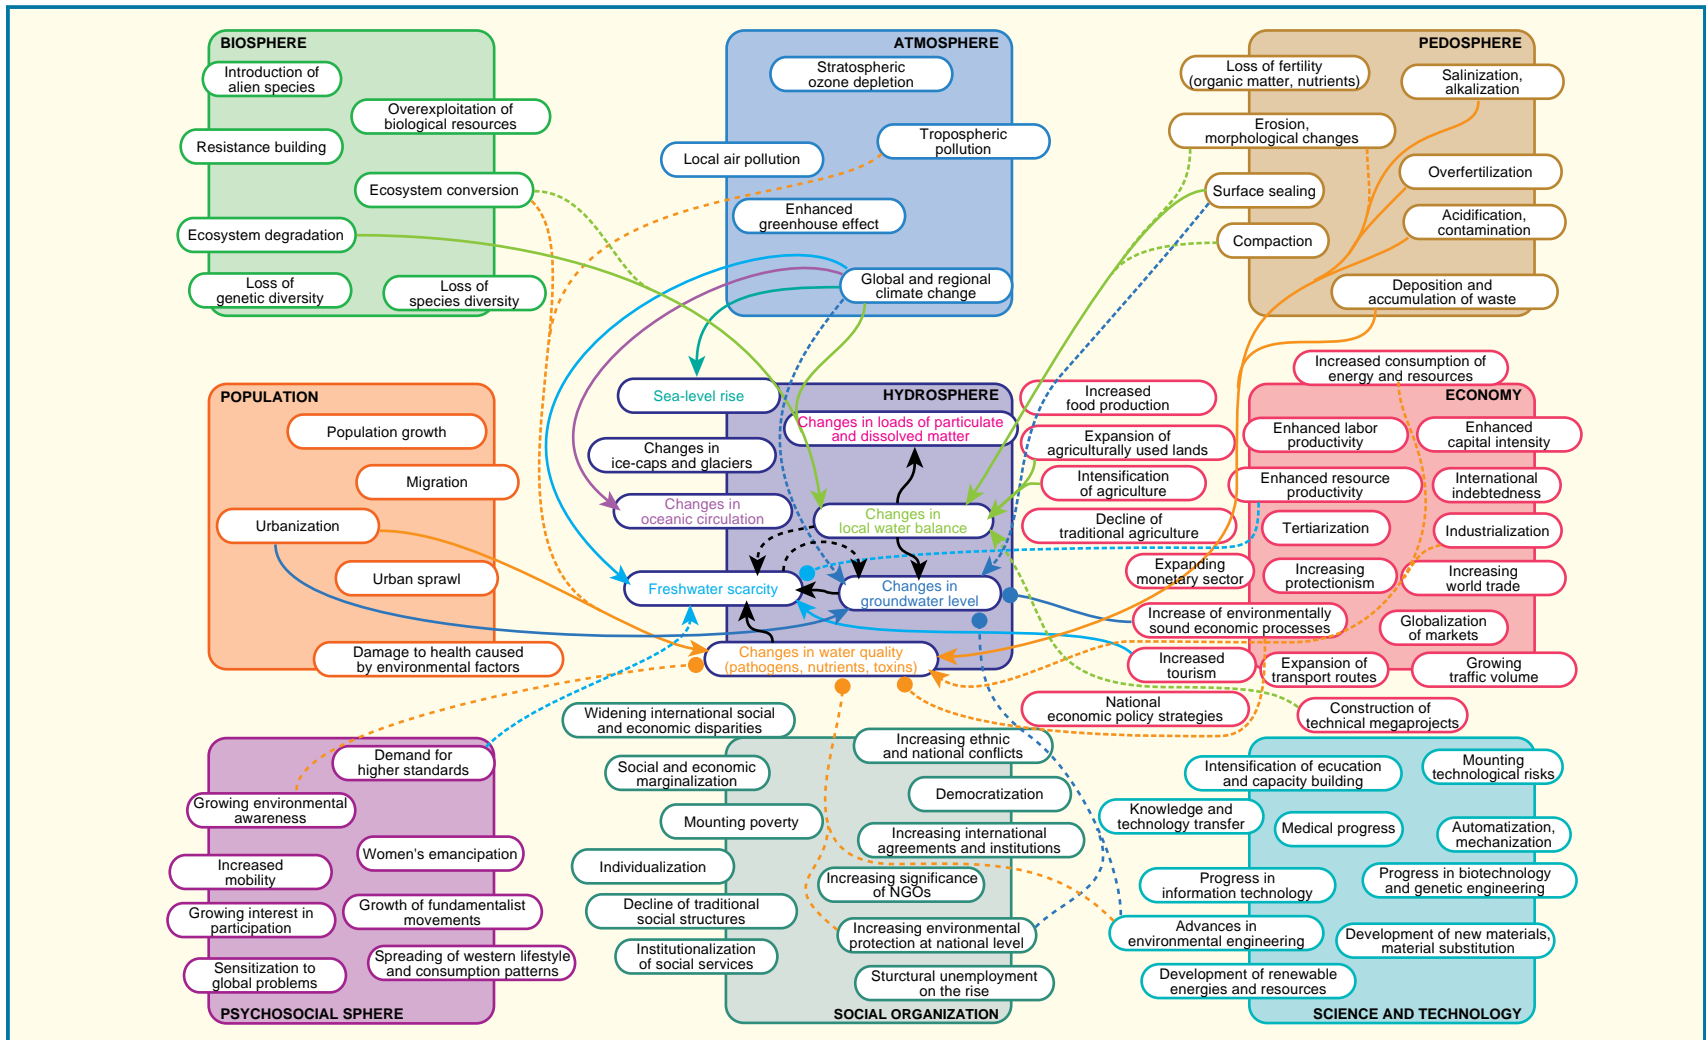 BIOSPHERE
Introduction of
alien species
Overexploitation of
biological resources
Resistance building
Ecosystem conversion
Ecosystem degradation
Loss of
genetic diversity
Loss of
species diversity
ATMOSPHERE
Stratospheric
ozone depletion
Tropospheric
pollution
Local air pollution
Enhanced
greenhouse effect
Global and regional
climate change
PEDOSPHERE
Loss of fertility
(organic matter, nutrients)
Salinization,
alkalization
Erosion,
morphological changes
Overfertilization
Surface sealing
Acidification,
contamination
Compaction
Deposition and
accumulation of waste
POPULATION
Population growth
Migration
Urbanization
Urban sprawl
Damage to health caused
by environmental factors
HYDROSPHERE
Sea-level rise
Changes in loads of particulate
and dissolved matter
Changes in
ice-caps and glaciers
Changes in
oceanic circulation
Changes in
local water balance
Freshwater scarcity
Changes in
groundwater level
Changes in water quality
(pathogens, nutrients, toxins)
ECONOMY
Increased consumption of
energy and resources
Increased
food production
Expansion of
agriculturally used lands
Enhanced labor
productivity
Enhanced
capital intensity
Intensification
of agriculture
Enhanced resource
productivity
International
indebtedness
Decline of
traditional agriculture
Tertiarization
Industrialization
Expanding
monetary sector
Increasing
protectionism
Increasing
world trade
Increase of environmentally
sound economic processes
Globalization
of markets
Increased
tourism
Expansion of
transport routes
Growing
traffic volume
National
economic policy strategies
Construction of
technical megaprojects
PSYCHOSOCIAL SPHERE
Demand for
higher standards
Growing environmental
awareness
Women's emancipation
Increased
mobility
Growth of fundamentalist
movements
Growing interest in
participation
Spreading of western lifestyle
and consumption patterns
Sensitization to
global problems
SOCIAL ORGANIZATION
Widening international social
and economic disparities
Increasing ethnic
and national conflicts
Social and economic
marginalization
Democratization
Mounting poverty
Increasing international
agreements and institutions
Individualization
Increasing significance
of NGOs
Decline of traditional
social structures
Increasing environmental
protection at national level
Institutionalization
of social services
Sturctural unemployment
on the rise
SCIENCE AND TECHNOLOGY
Intensification of ecucation
and capacity building
Mounting
technological risks
Knowledge and
technology transfer
Medical progress
Automatization,
mechanization
Progress in
information technology
Progress in biotechnology
and genetic engineering
Advances in
environmental engineering
Development of new materials,
material substitution
Development of renewable
energies and resources